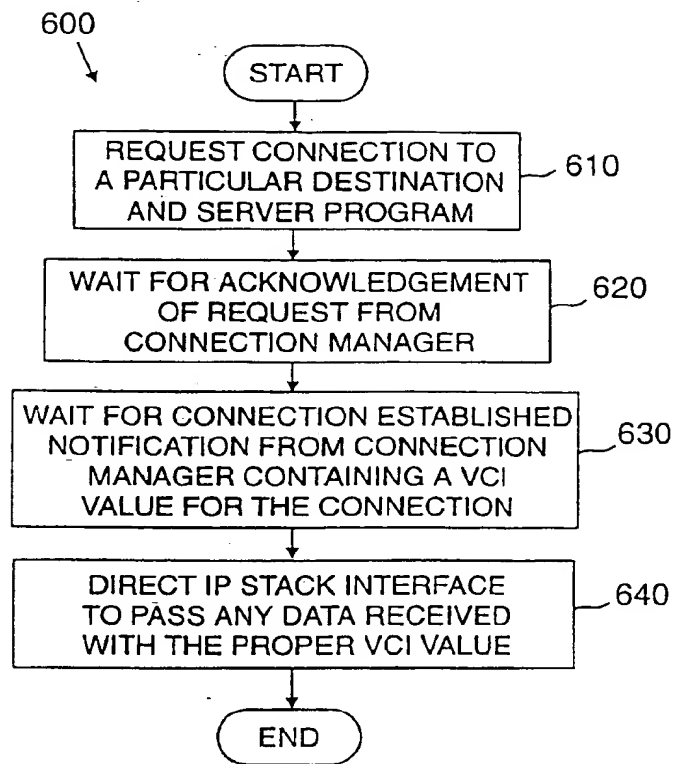 600
START
REQUEST CONNECTION TO
A PARTICULAR DESTINATION
AND SERVER PROGRAM
610
WAIT FOR ACKNOWLEDGEMENT
OF REQUEST FROM
CONNECTION MANAGER
620
WAIT FOR CONNECTION ESTABLISHED
NOTIFICATION FROM CONNECTION
MANAGER CONTAINING A VCI
VALUE FOR THE CONNECTION
630
DIRECT IP STACK INTERFACE
TO PASS ANY DATA RECEIVED
WITH THE PROPER VCI VALUE
640
END